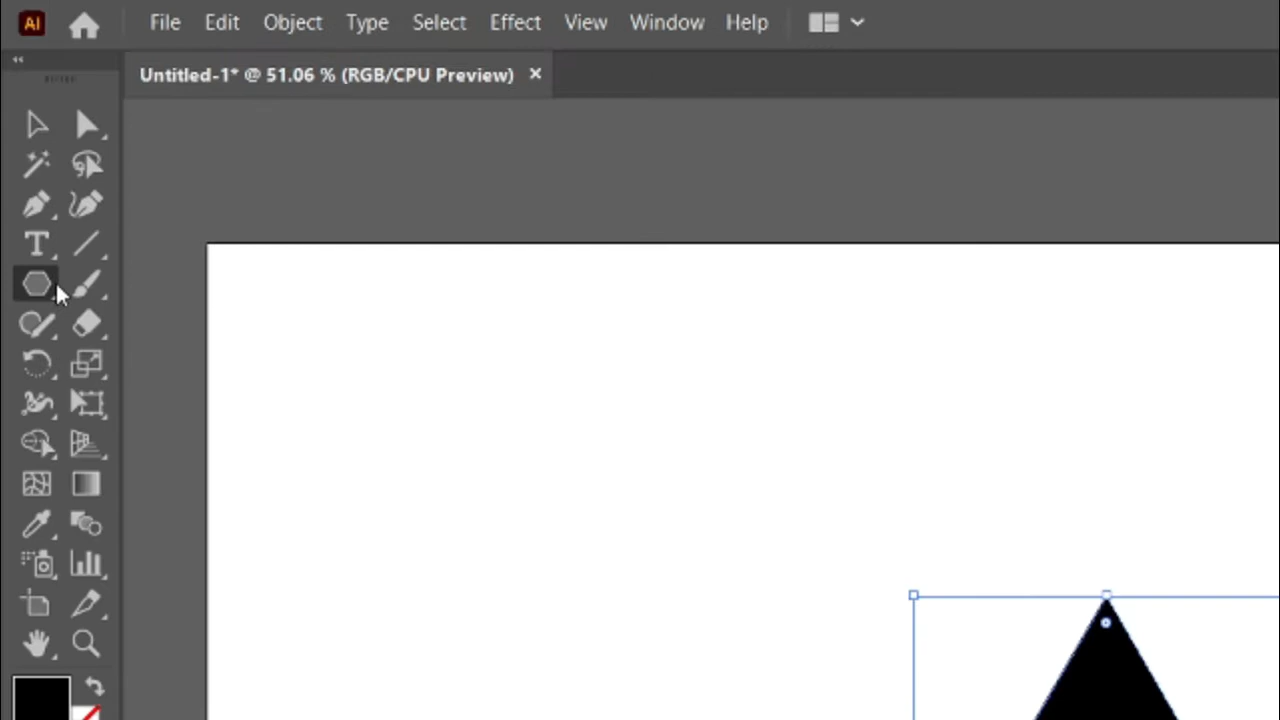 Ai File Edit Object Type Select Effect View Window Help
Untitled-1* @ 51.06 % (RGB/CPU Preview) ×
T